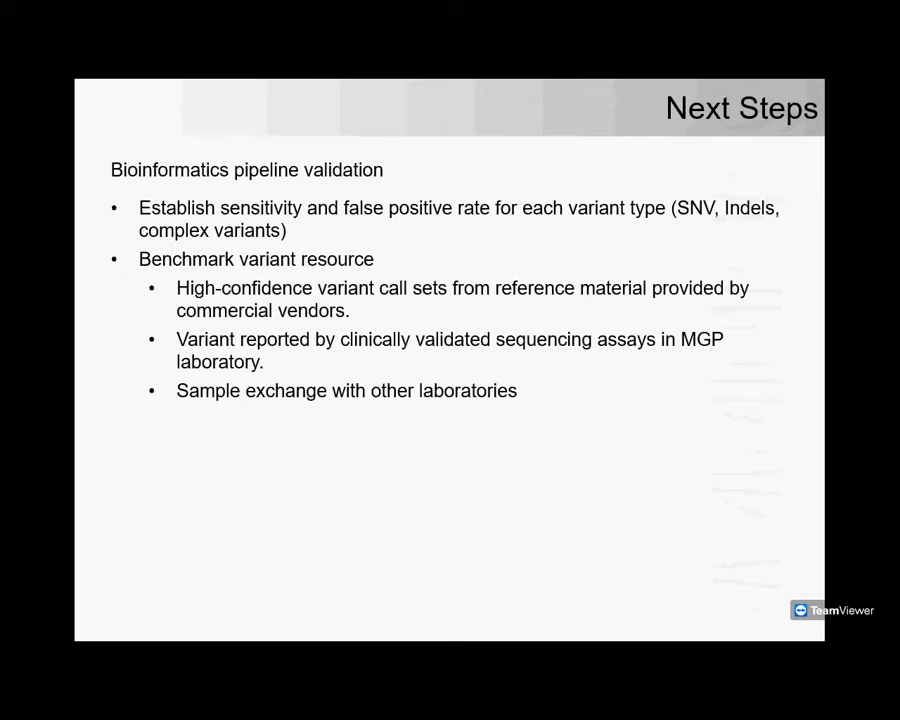 Next Steps
Bioinformatics pipeline validation
• Establish sensitivity and false positive rate for each variant type (SNV, Indels,
complex variants)
• Benchmark variant resource
• High-confidence variant call sets from reference material provided by
commercial vendors.
• Variant reported by clinically validated sequencing assays in MGP
laboratory.
• Sample exchange with other laboratories
TeamViewer